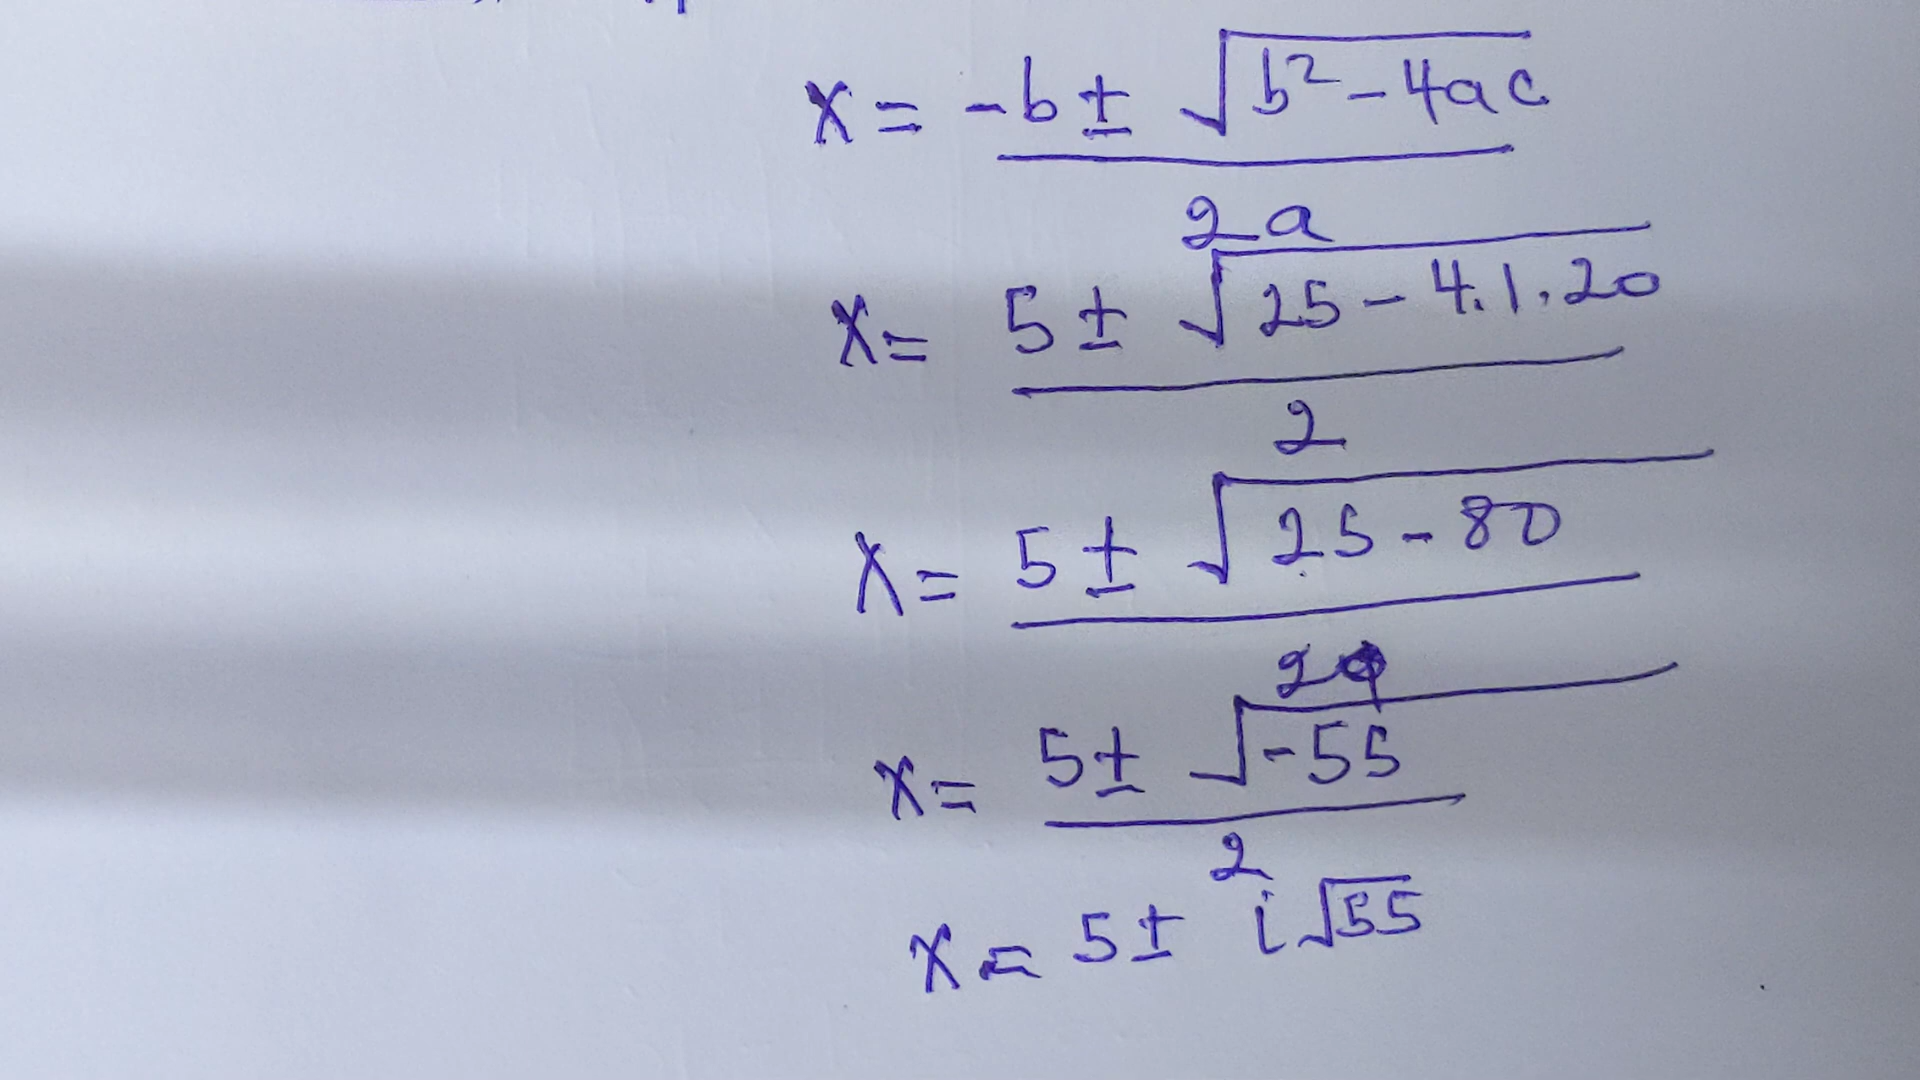 x = -b ± √b² - 4ac
2a
x = 5 ± √25 - 4.1.20
2
x = 5 ± √25 - 80
2
x = 5 ± √-55
2
x = 5 ± i√55